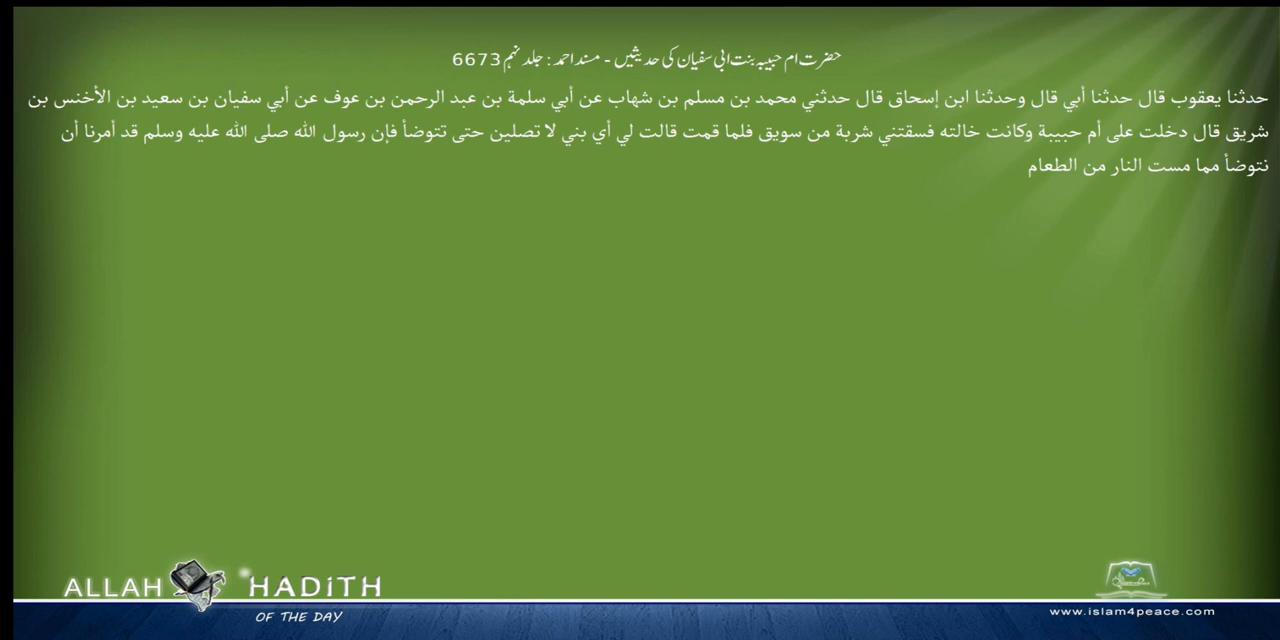 حضرت ام حبیبہ بنت ابی سفیان کی حدیثیں - مسند احمد : جلد نہم 6673
حدثنا يعقوب قال حدثنا أبي قال وحدثنا ابن إسحاق قال حدثني محمد بن مسلم بن شهاب عن أبي سلمة بن عبد الرحمن بن عوف عن أبي سفيان بن سعيد بن الأخنس بن
شريق قال دخلت على أم حبيبة وكانت خالته فسقتني شربة من سويق فلما قمت قالت لي أي بني لا تصلين حتى تتوضأ فإن رسول الله صلى الله عليه وسلم قد أمرنا أن
نتوضأ مما مست النار من الطعام
ALLAH HADITH
OF THE DAY
www.islam4peace.com